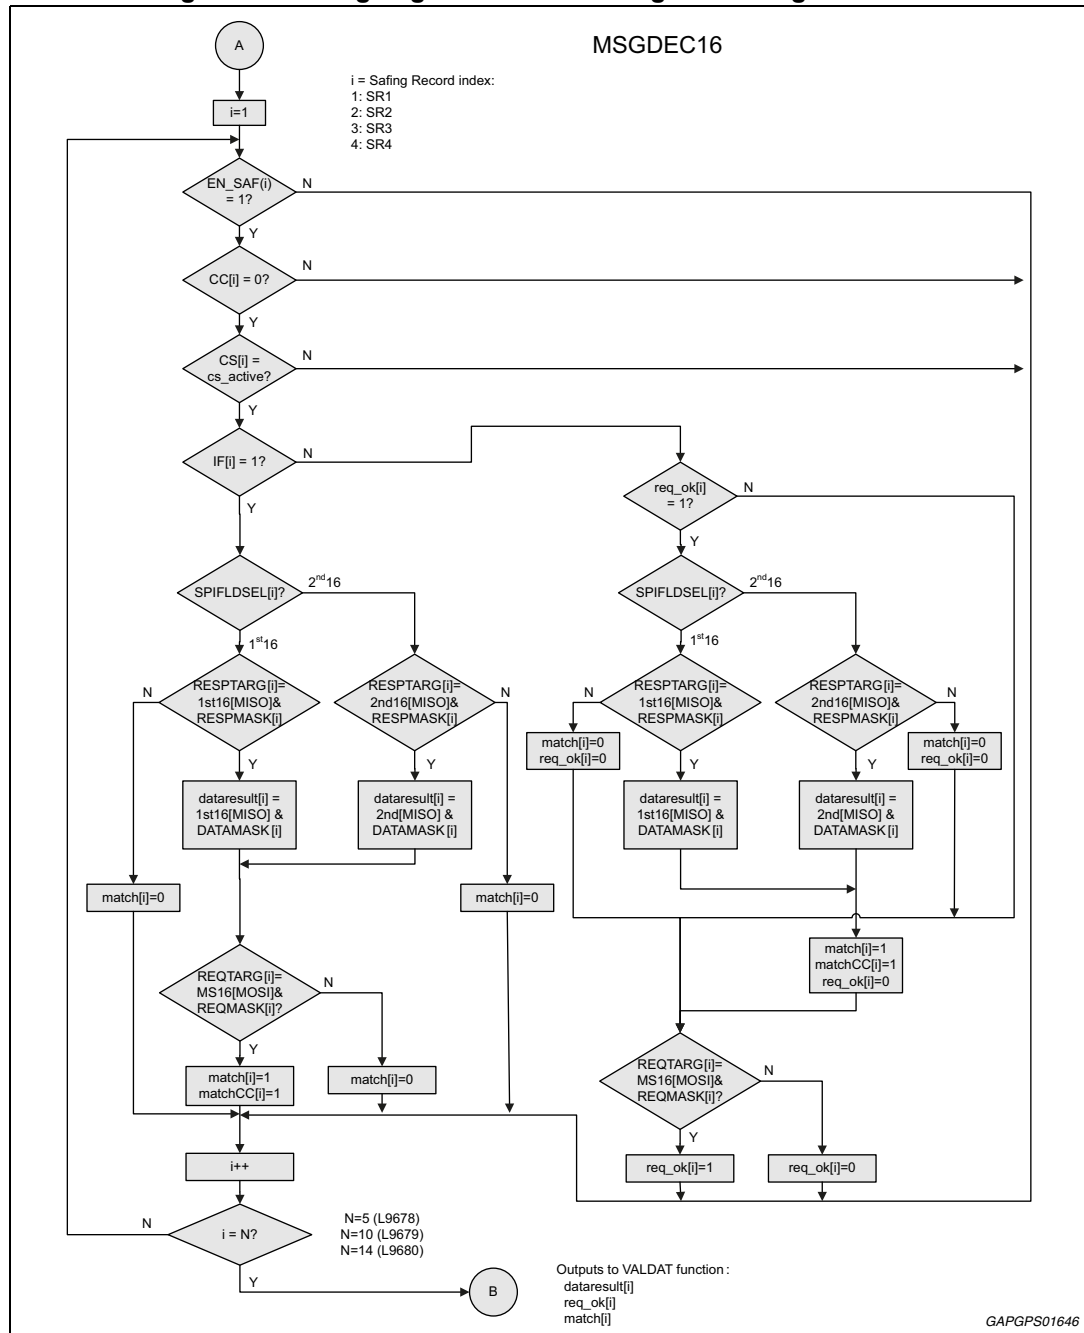 A
MSGDEC16
i = Safing Record index:
1: SR1
2: SR2
3: SR3
4: SR4
i=1
EN_SAF(i)
= 1?
N
Y
CC[i] = 0?
N
Y
CS[i] =
cs_active?
N
Y
IF[i] = 1?
N
Y
req_ok[i]
= 1?
N
Y
SPIFLDSEL[i]?
2nd16
1st16
SPIFLDSEL[i]?
2nd16
1st16
RESPTARG[i]=
1st16[MISO]&
RESPMASK[i]
N
Y
RESPTARG[i]=
2nd16[MISO]&
RESPMASK[i]
N
Y
RESPTARG[i]=
1st16[MISO]&
RESPMASK[i]
N
Y
RESPTARG[i]=
2nd16[MISO]&
RESPMASK[i]
N
Y
match[i]=0
req_ok[i]=0
match[i]=0
req_ok[i]=0
dataresult[i] =
1st16[MISO] &
DATAMASK[i]
dataresult[i] =
2nd[MISO] &
DATAMASK[i]
dataresult[i] =
1st16[MISO] &
DATAMASK[i]
dataresult[i] =
2nd[MISO] &
DATAMASK[i]
match[i]=0
match[i]=0
match[i]=1
matchCC[i]=1
req_ok[i]=0
REQTARG[i]=
MS16[MOSI]&
REQMASK[i]?
N
Y
match[i]=1
matchCC[i]=1
match[i]=0
REQTARG[i]=
MS16[MOSI]&
REQMASK[i]?
N
Y
req_ok[i]=1
req_ok[i]=0
i++
i = N?
N
Y
N=5 (L9678)
N=10 (L9679)
N=14 (L9680)
B
Outputs to VALDAT function :
dataresult[i]
req_ok[i]
match[i]
GAPGPS01646